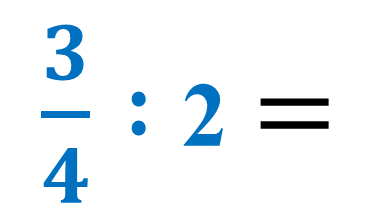 3/4 : 2 =